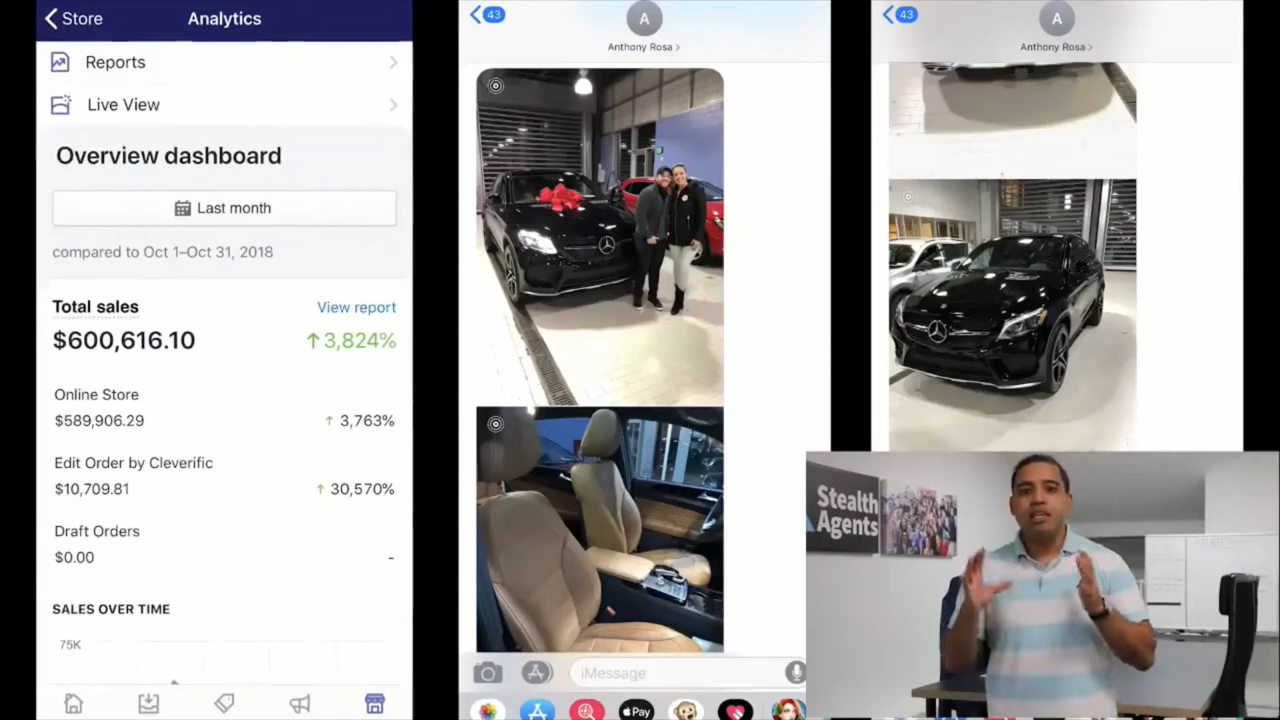 Store
Analytics
Reports
Live View
Overview dashboard
Last month
compared to Oct 1–Oct 31, 2018
Total sales
View report
$600,616.10
3,824%
Online Store
$589,906.29
3,763%
Edit Order by Cleverific
$10,709.81
30,570%
Draft Orders
$0.00
-
SALES OVER TIME
75K
43
A
Anthony Rosa
iMessage
Pay
43
A
Anthony Rosa
Stealth
Agents